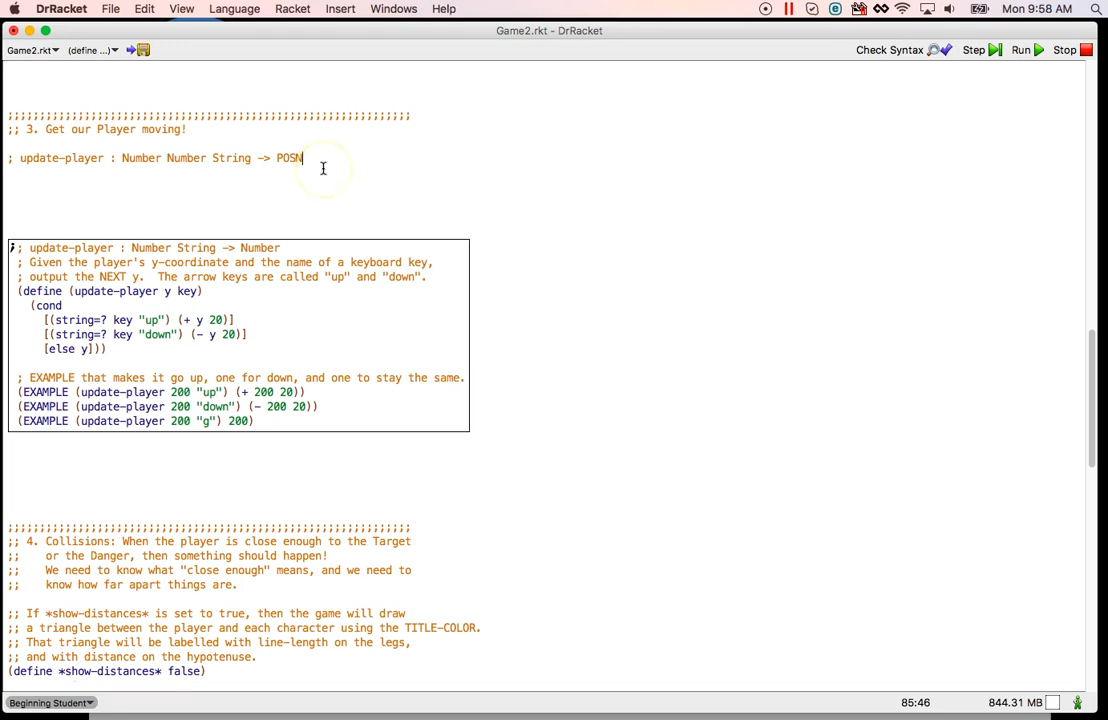 DrRacket File Edit View Language Racket Insert Windows Help Mon 9:58 AM
Game2.rkt - DrRacket
Game2.rkt▾ (define ...)▾ Check Syntax Step Run Stop
;;;;;;;;;;;;;;;;;;;;;;;;;;;;;;;;;;;;;;;;;;;;;;;;;;;;;;;;;;;;;;;
;; 3. Get our Player moving!
; update-player : Number Number String -> POSN
; ; update-player : Number String -> Number
; Given the player's y-coordinate and the name of a keyboard key,
; output the NEXT y. The arrow keys are called "up" and "down".
(define (update-player y key)
(cond
[(string=? key "up") (+ y 20)]
[(string=? key "down") (- y 20)]
[else y]))
; EXAMPLE that makes it go up, one for down, and one to stay the same.
(EXAMPLE (update-player 200 "up") (+ 200 20))
(EXAMPLE (update-player 200 "down") (- 200 20))
(EXAMPLE (update-player 200 "g") 200)
;;;;;;;;;;;;;;;;;;;;;;;;;;;;;;;;;;;;;;;;;;;;;;;;;;;;;;;;;;;;;;;
;; 4. Collisions: When the player is close enough to the Target
;; or the Danger, then something should happen!
;; We need to know what "close enough" means, and we need to
;; know how far apart things are.
;; If *show-distances* is set to true, then the game will draw
;; a triangle between the player and each character using the TITLE-COLOR.
;; That triangle will be labelled with line-length on the legs,
;; and with distance on the hypotenuse.
(define *show-distances* false)
Beginning Student▾ 85:46 844.31 MB